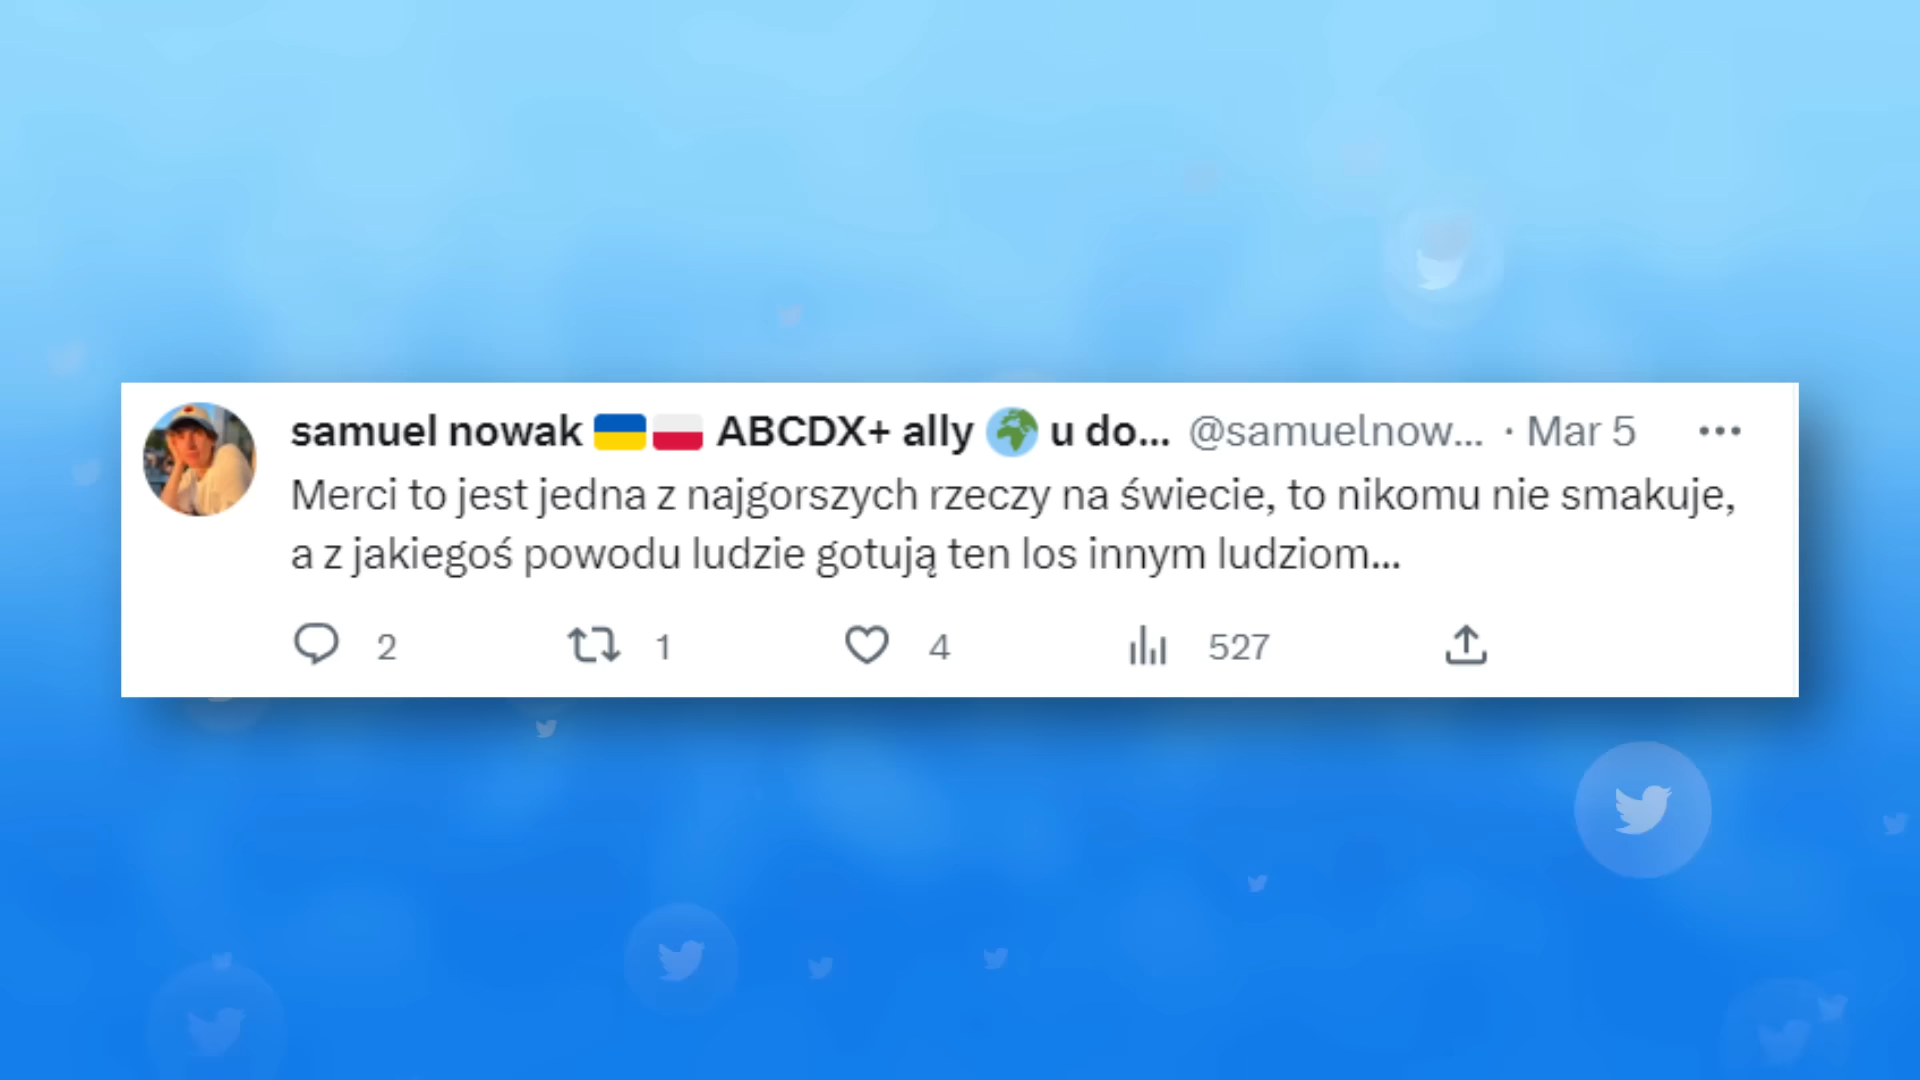 samuel nowak 🇺🇦🇵🇱 ABCDX+ ally 🌍 u do... @samuelnow... · Mar 5
Merci to jest jedna z najgorszych rzeczy na świecie, to nikomu nie smakuje,
a z jakiegoś powodu ludzie gotują ten los innym ludziom...
2 1 4 527